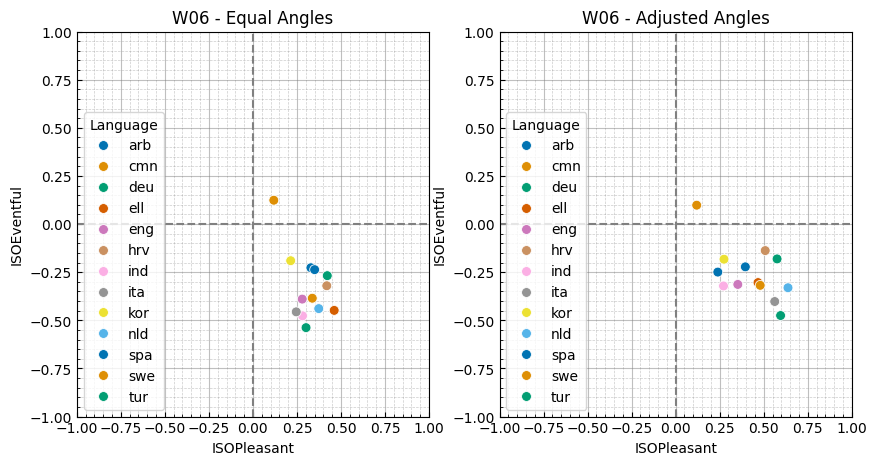 W06 - Equal Angles
1.00
0.75
0.50
0.25
0.00
−0.25
−0.50
−0.75
−1.00
ISOEventful
Language
arb
cmn
deu
ell
eng
hrv
ind
ita
kor
nld
spa
swe
tur
−1.00 −0.75 −0.50 −0.25 0.00 0.25 0.50 0.75 1.00
ISOPleasant
W06 - Adjusted Angles
1.00
0.75
0.50
0.25
0.00
−0.25
−0.50
−0.75
−1.00
ISOEventful
Language
arb
cmn
deu
ell
eng
hrv
ind
ita
kor
nld
spa
swe
tur
−1.00 −0.75 −0.50 −0.25 0.00 0.25 0.50 0.75 1.00
ISOPleasant